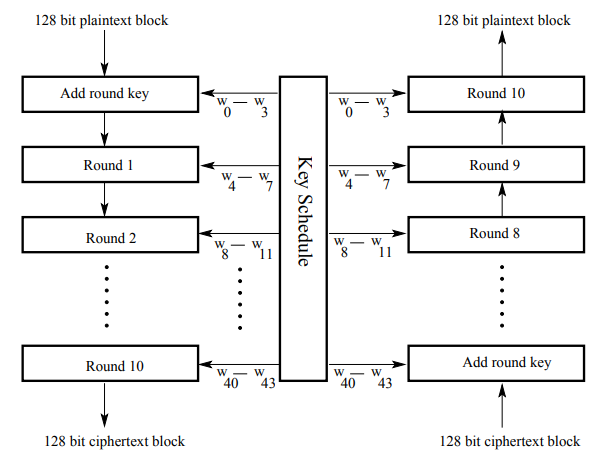 128 bit plaintext block
128 bit plaintext block
Add round key
w0 — w3
w0 — w3
Round 10
Round 1
w4 — w7
w4 — w7
Round 9
Key Schedule
Round 2
w8 — w11
w8 — w11
Round 8
Round 10
w40 — w43
w40 — w43
Add round key
128 bit ciphertext block
128 bit ciphertext block